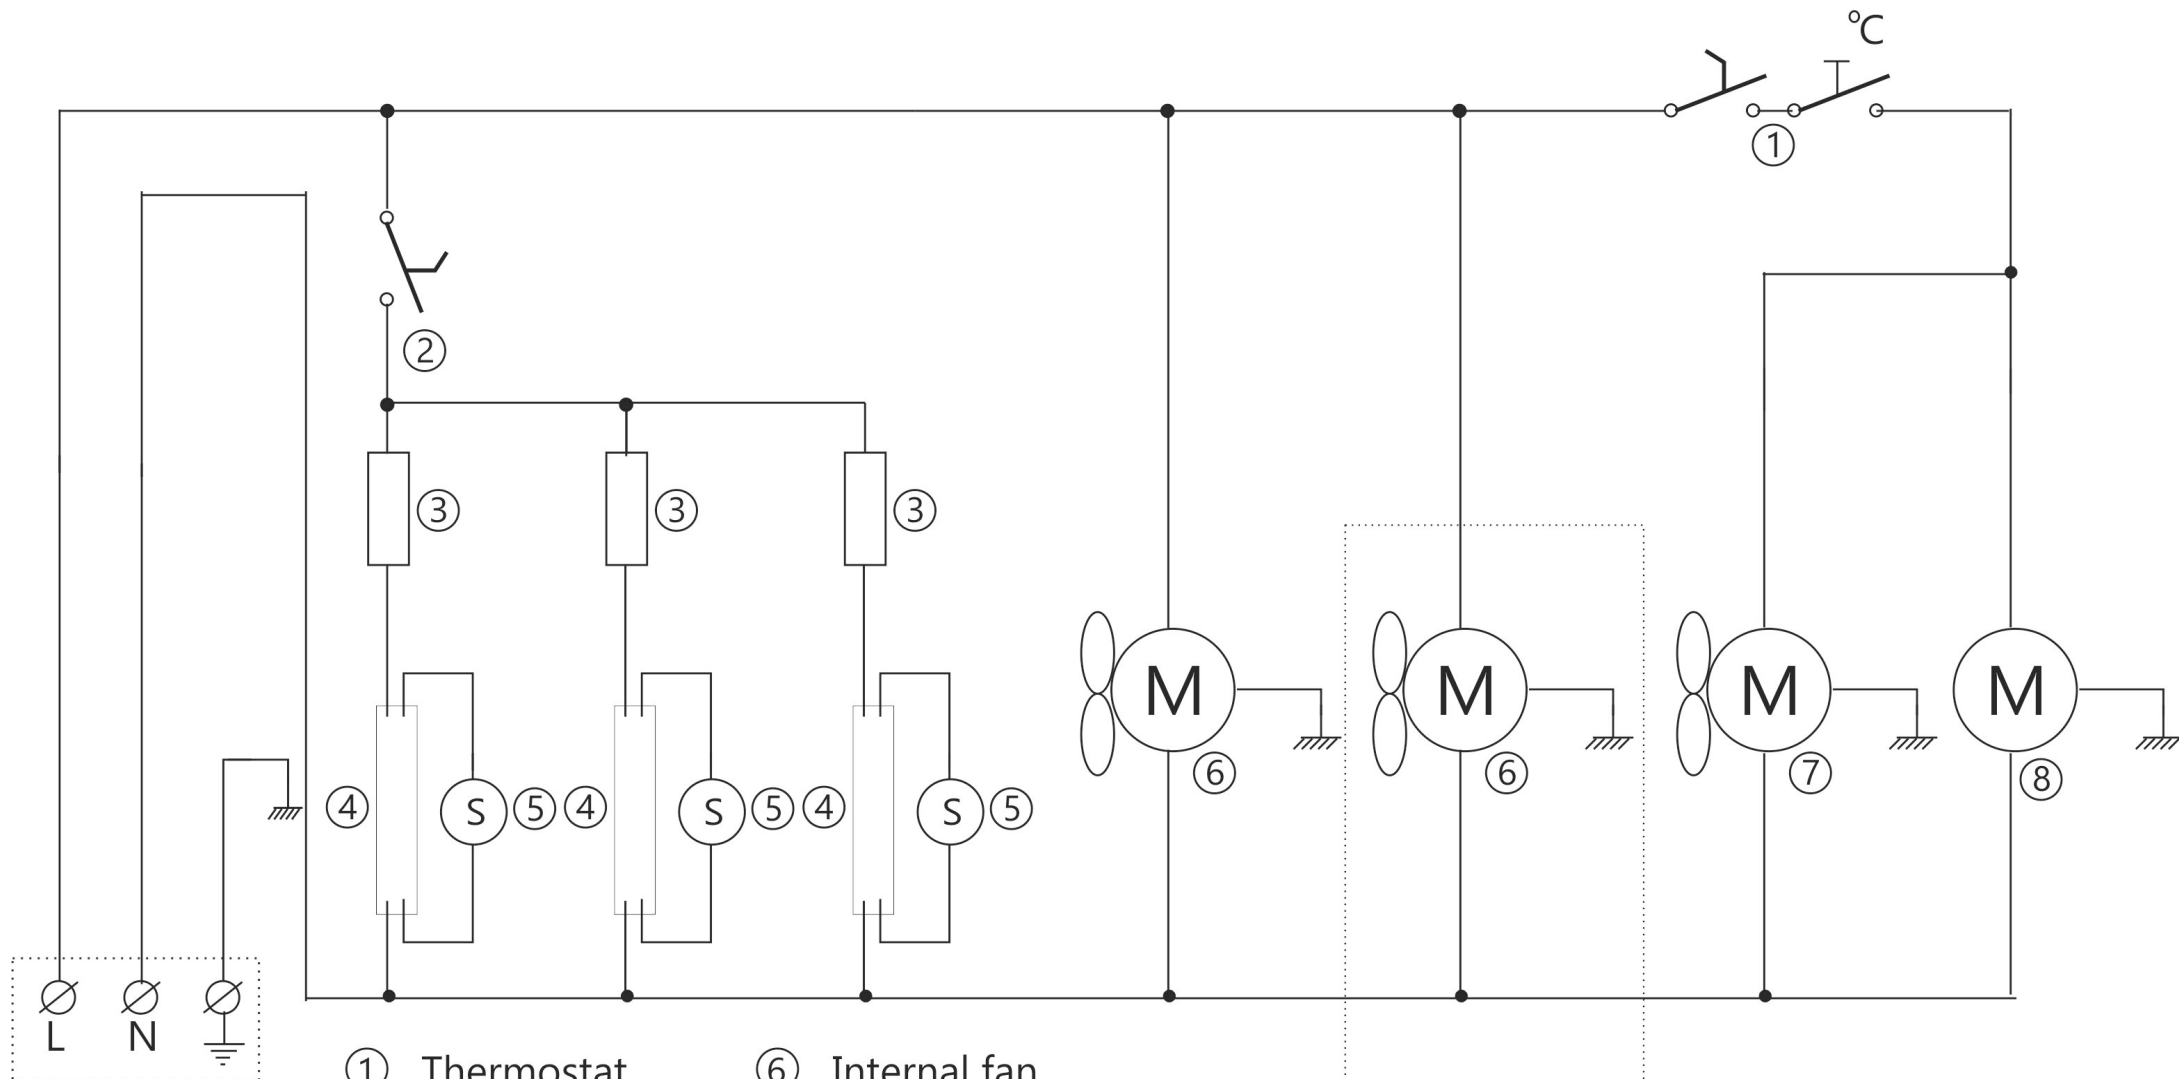 °C
①
②
③ ③ ③
M M M M
⑥ ⑥ ⑦ ⑧
④ S ⑤ ④ S ⑤ ④ S ⑤
L N
① Thermostat ⑥ Internal fan